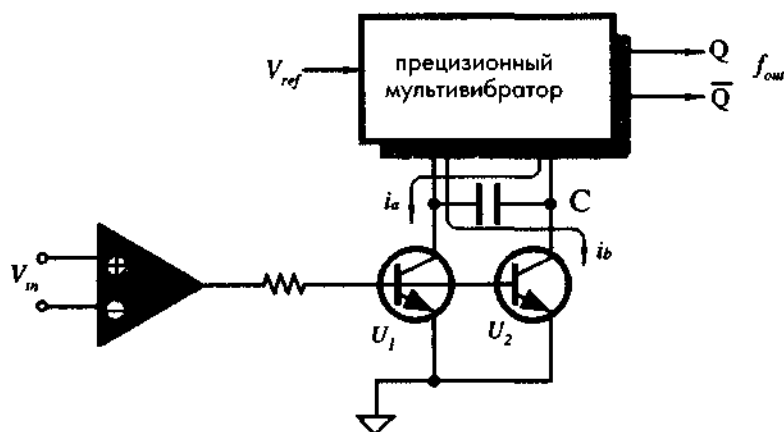 прецизионный
мультивибратор
V_ref
Q
Q̅
f_out
i_a
C
i_b
V_in
+
−
U_1
U_2